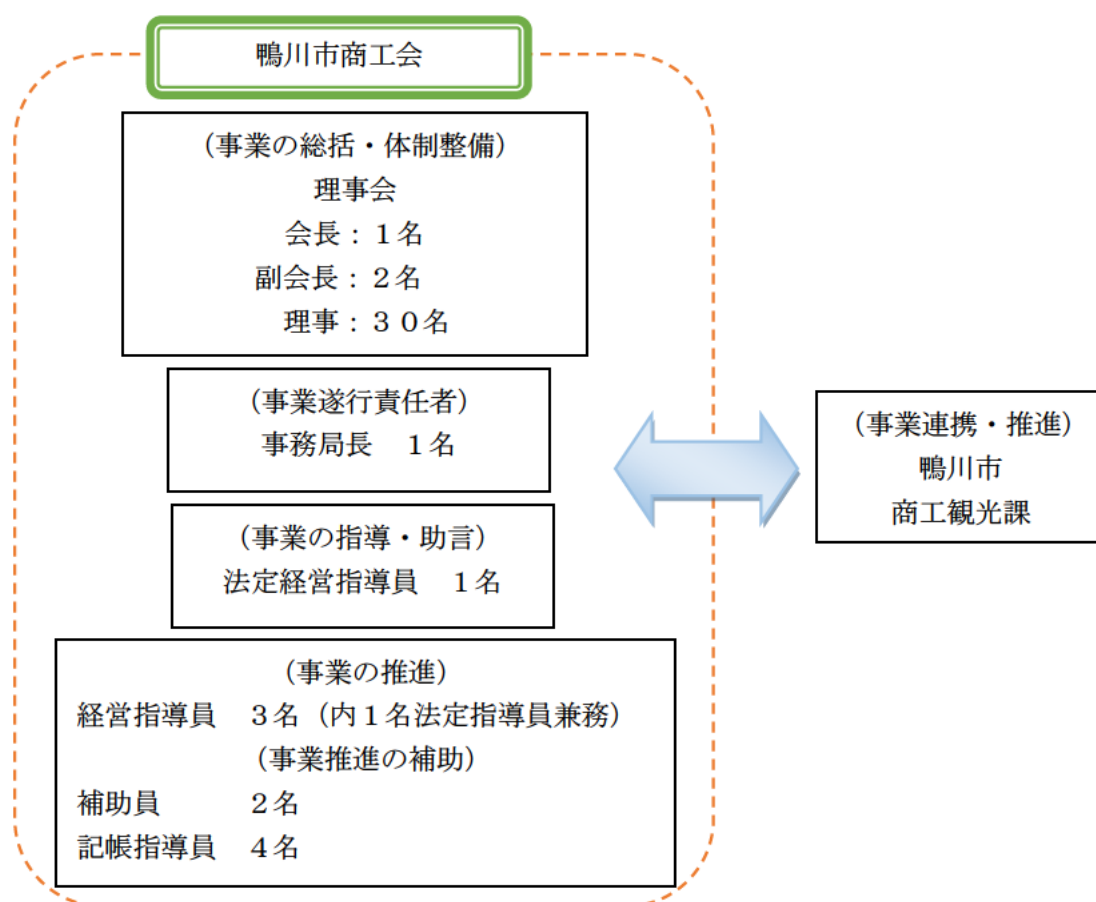 鴨川市商工会
(事業の総括・体制整備)
理事会
会長：１名
副会長：２名
理事：３０名
(事業遂行責任者)
事務局長　１名
(事業の指導・助言)
法定経営指導員　１名
(事業の推進)
経営指導員　３名（内１名法定指導員兼務）
(事業推進の補助)
補助員　２名
記帳指導員　４名
(事業連携・推進)
鴨川市
商工観光課